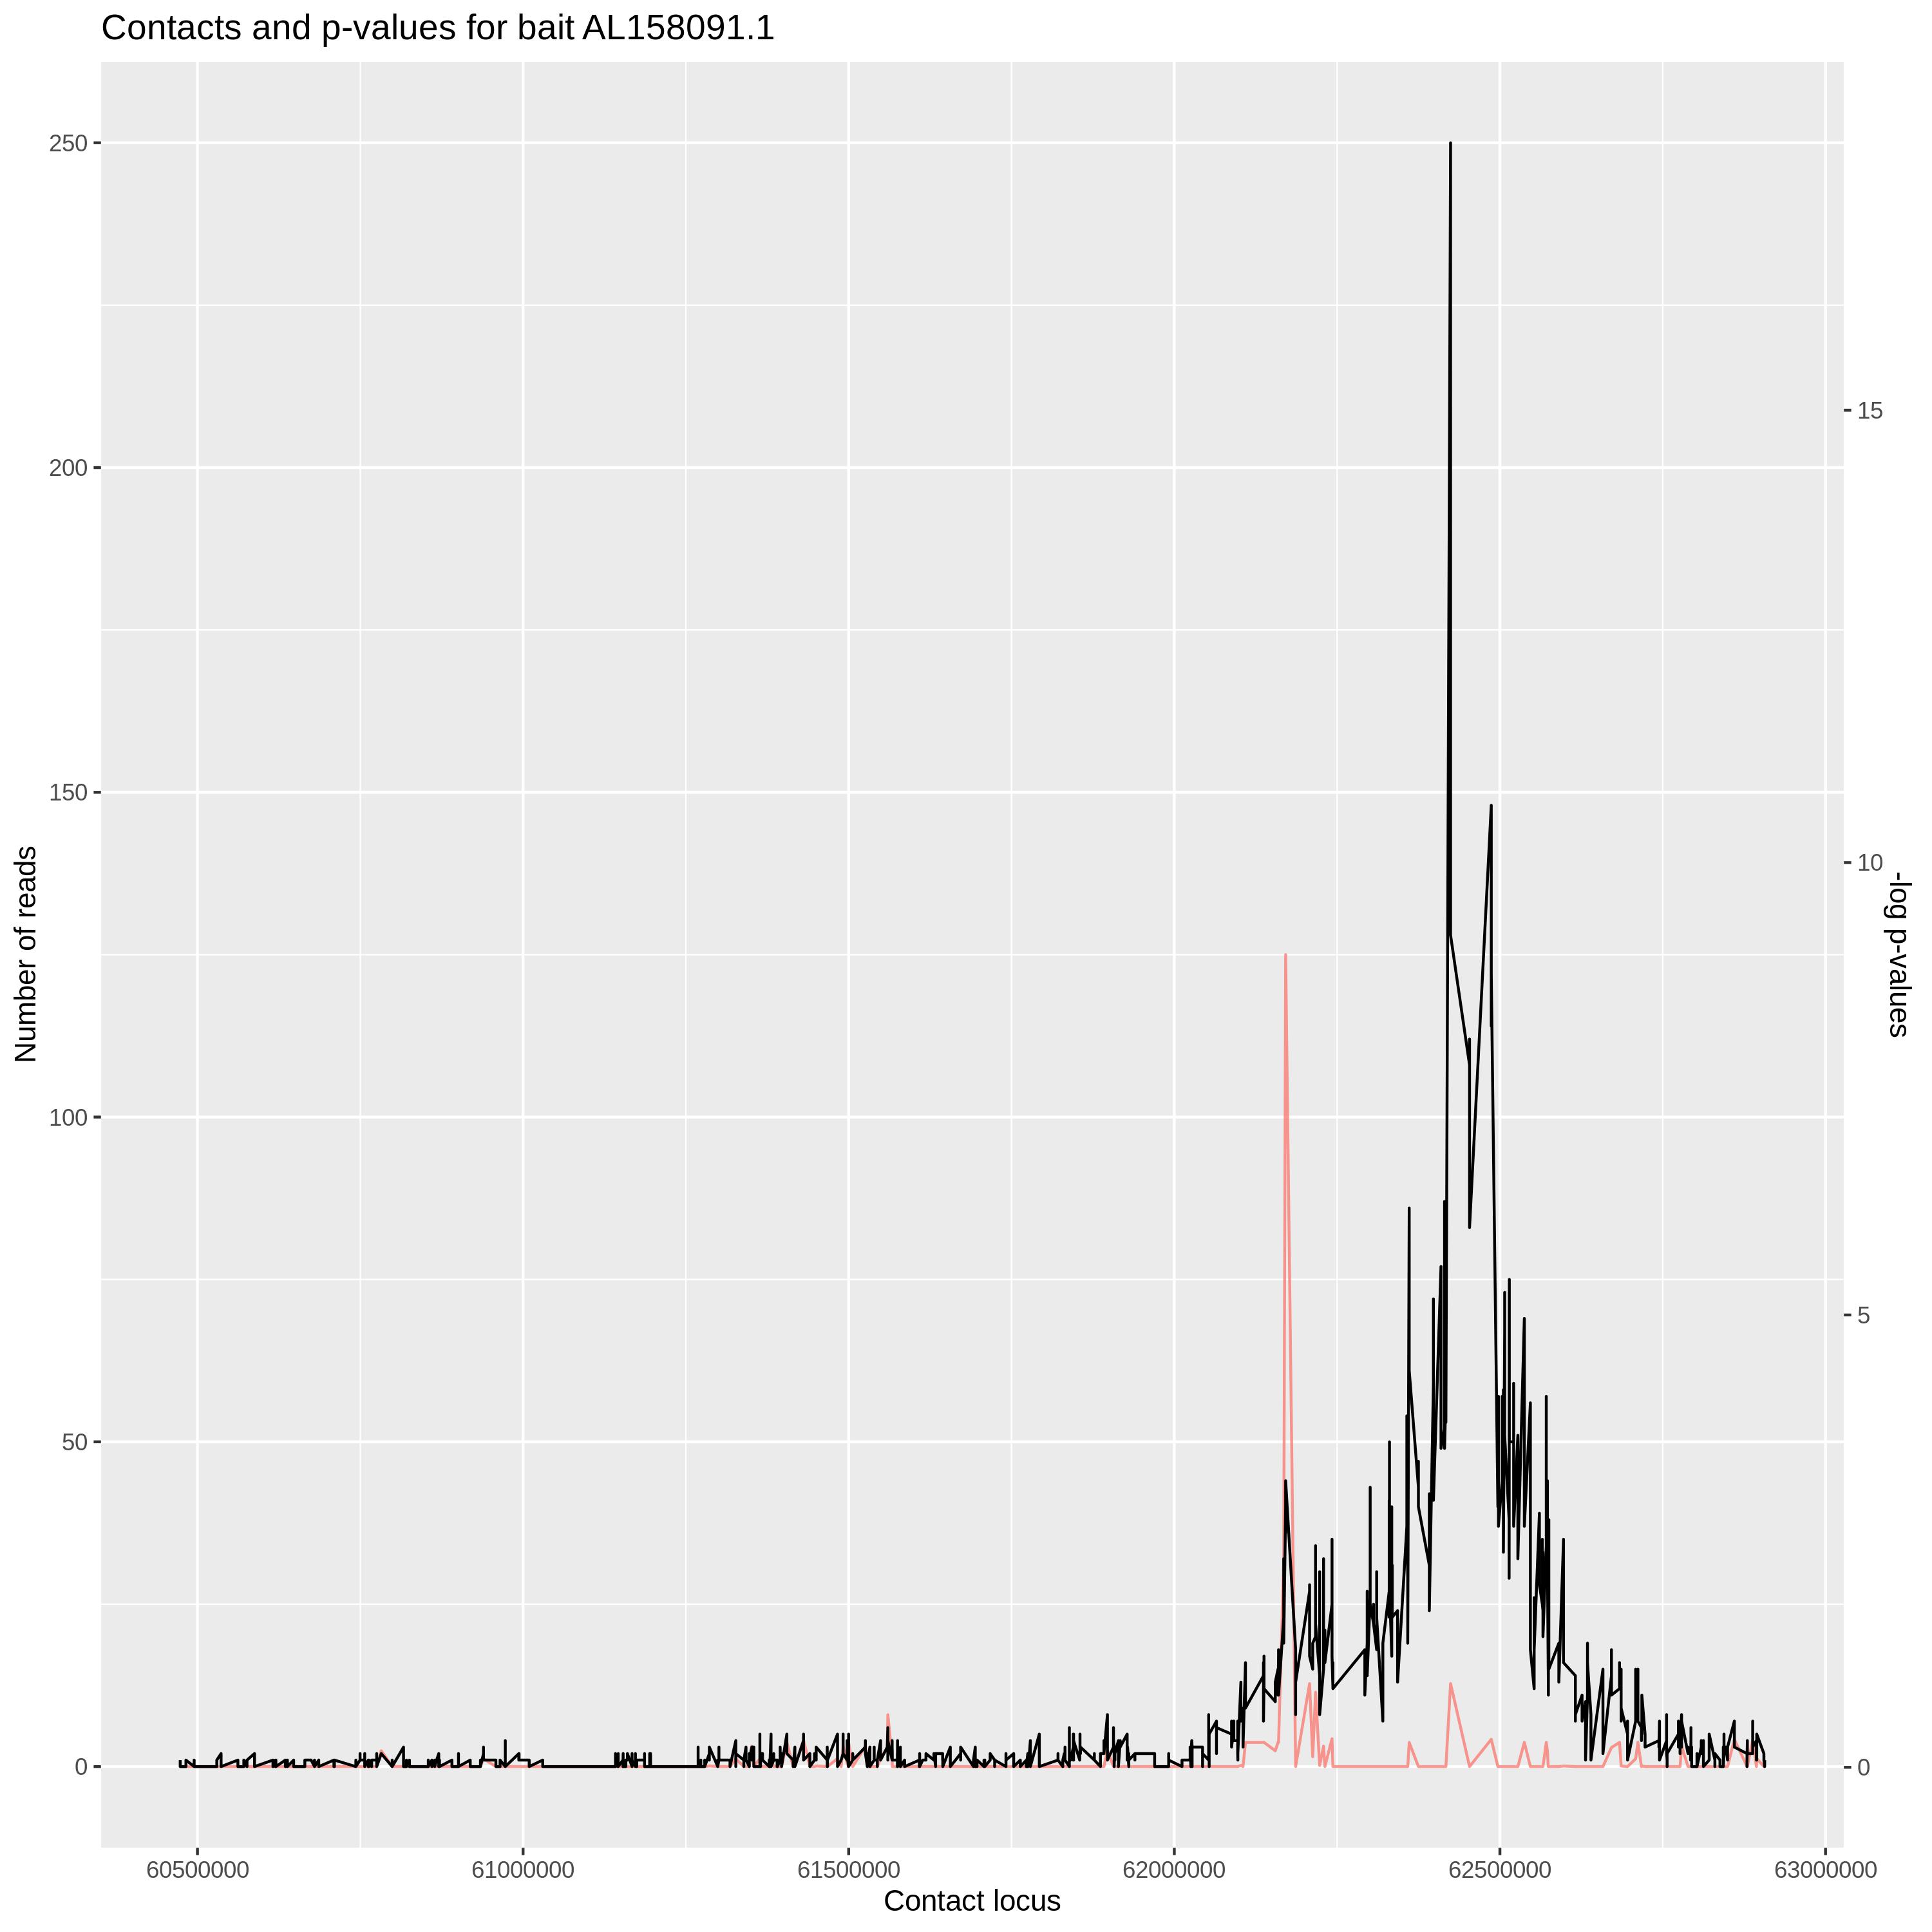 Contacts and p-values for bait AL158091.1
250
200
150
100
50
0
Number of reads
15
10
5
0
-log p-values
60500000 61000000 61500000 62000000 62500000 63000000
Contact locus